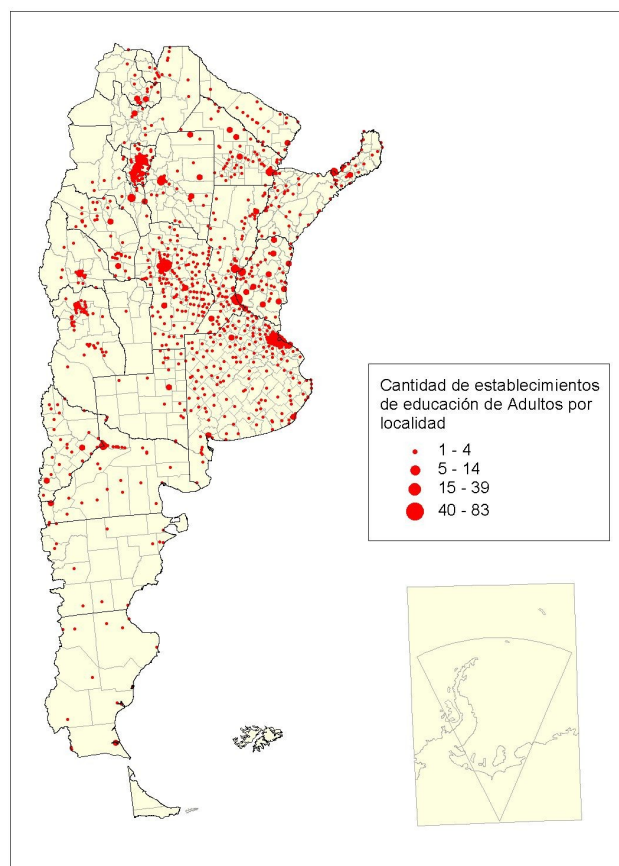 Cantidad de establecimientos
de educación de Adultos por
localidad
1 - 4
5 - 14
15 - 39
40 - 83